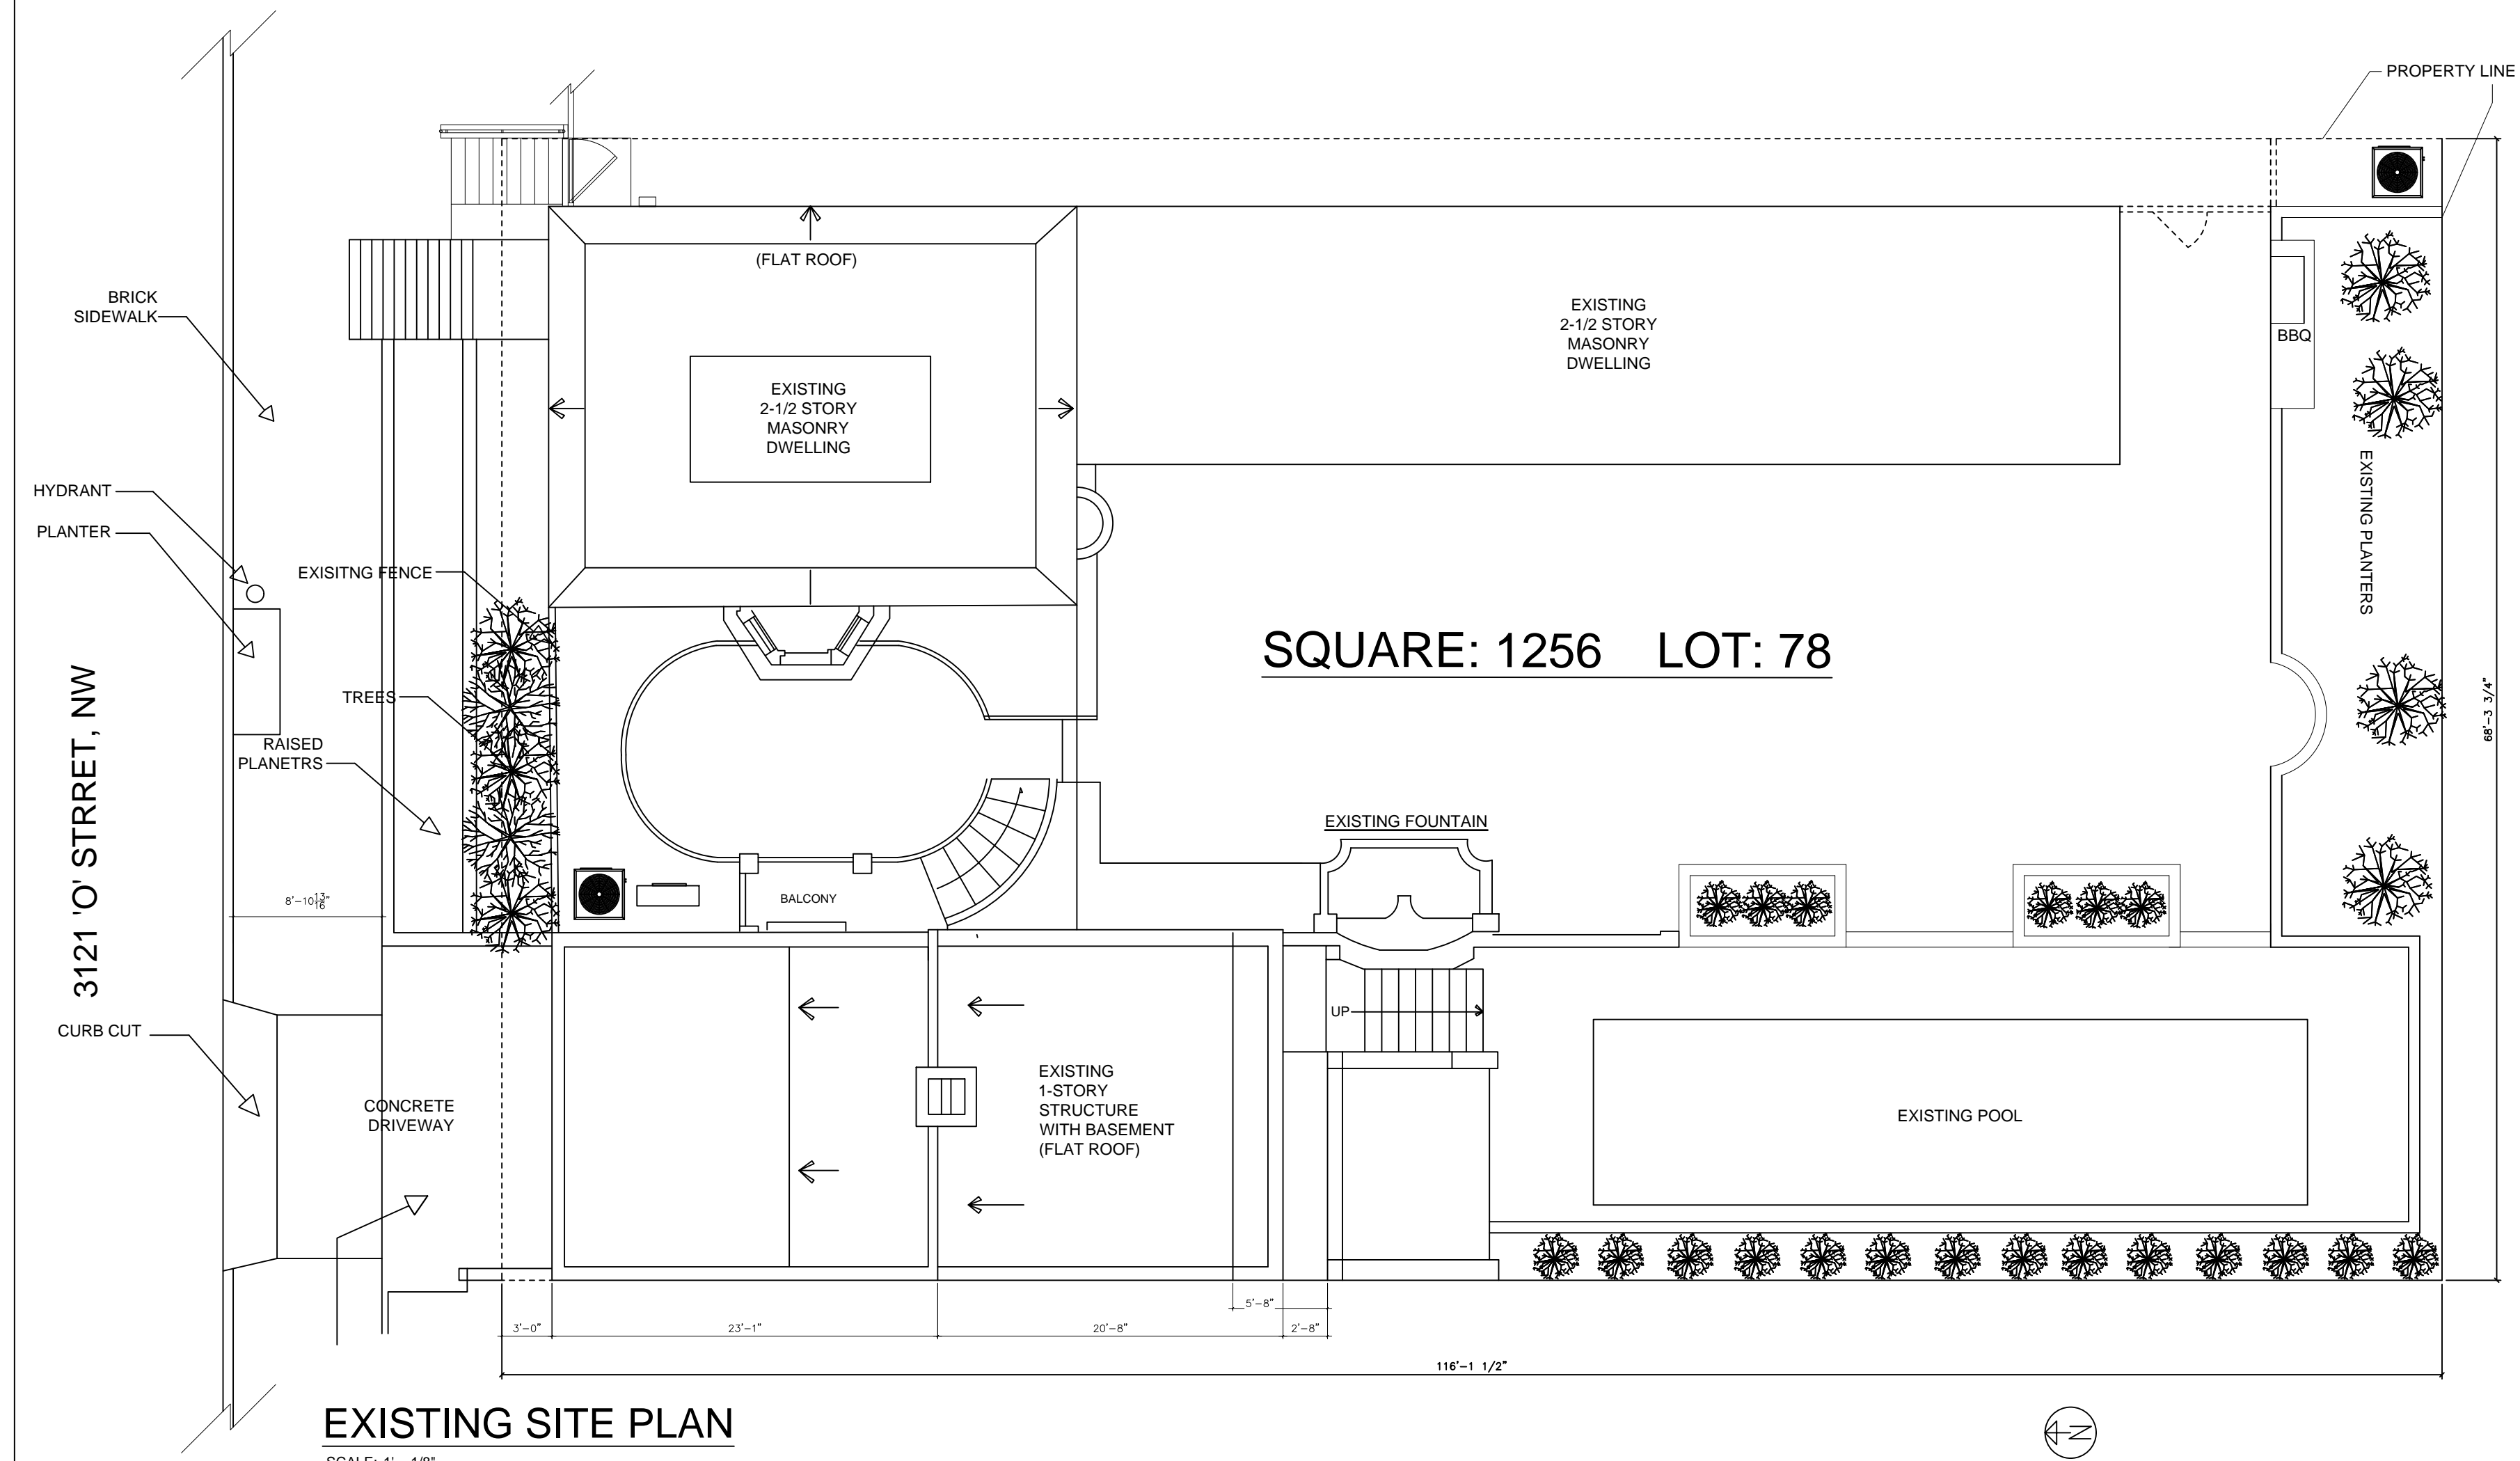 PROPERTY LINE
(FLAT ROOF)
BRICK
SIDEWALK
EXISTING
2-1/2 STORY
MASONRY
DWELLING
EXISTING
2-1/2 STORY
MASONRY
DWELLING
BBQ
HYDRANT
PLANTER
EXISITNG FENCE
EXISTING PLANTERS
SQUARE: 1256 LOT: 78
68'-3 3/4"
3121 'O' STRRET, NW
TREES
RAISED
PLANETRS
EXISTING FOUNTAIN
8'-10 13/16"
BALCONY
UP
CURB CUT
CONCRETE
DRIVEWAY
EXISTING
1-STORY
STRUCTURE
WITH BASEMENT
(FLAT ROOF)
EXISTING POOL
5'-8"
3'-0"
23'-1"
20'-8"
2'-8"
116'-1 1/2"
EXISTING SITE PLAN
N